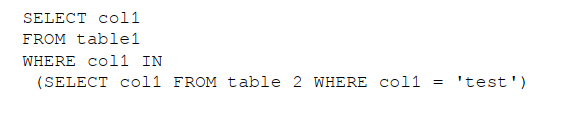 SELECT col1
FROM table1
WHERE col1 IN
(SELECT col1 FROM table 2 WHERE col1 = 'test')